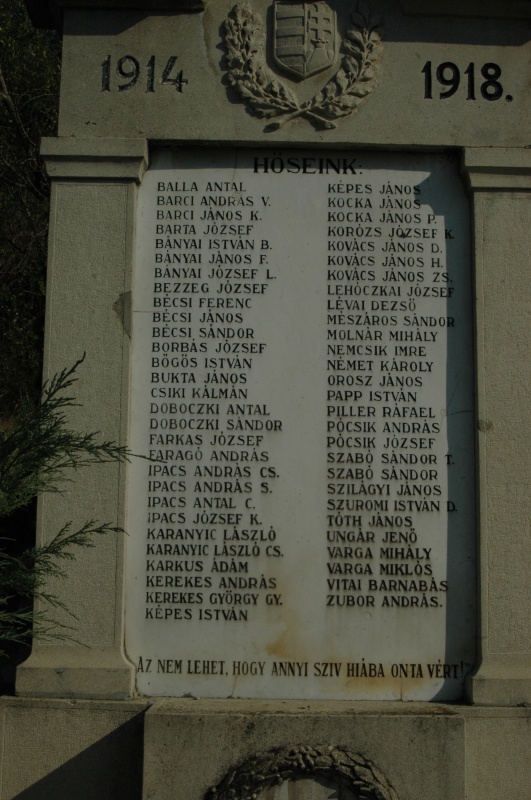 1914
1918.
HŐSEINK:
BALLA ANTAL
BARCI ANDRÁS V.
BARCI JÁNOS K.
BARTA JÓZSEF
BÁNYAI ISTVÁN B.
BÁNYAI JÁNOS F.
BÁNYAI JÓZSEF L.
BEZZEG JÓZSEF
BÉCSI FERENC
BÉCSI JÁNOS
BÉCSI SÁNDOR
BORBÁS JÓZSEF
BŐGÖS ISTVÁN
BUKTA JÁNOS
CSIKI KÁLMÁN
DOBOCZKI ANTAL
DOBOCZKI SÁNDOR
FARKAS JÓZSEF
FARAGÓ ANDRÁS
IPACS ANDRÁS CS.
IPACS ANDRÁS S.
IPACS ANTAL C.
IPACS JÓZSEF K.
KARANYIC LÁSZLÓ
KARANYIC LÁSZLÓ CS.
KARKUS ÁDÁM
KEREKES ANDRÁS
KEREKES GYÖRGY GY.
KÉPES ISTVÁN
KÉPES JÁNOS
KOCKA JÁNOS
KOCKA JÁNOS P.
KORÓZS JÓZSEF K.
KOVÁCS JÁNOS D.
KOVÁCS JÁNOS H.
KOVÁCS JÁNOS ZS.
LEHÓCZKAI JÓZSEF
LÉVAI DEZSŐ
MÉSZÁROS SÁNDOR
MOLNÁR MIHÁLY
NEMCSIK IMRE
NÉMET KÁROLY
OROSZ JÁNOS
PAPP ISTVÁN
PILLER RÁFAEL
PÓCSIK ANDRÁS
PÓCSIK JÓZSEF
SZABÓ SÁNDOR T.
SZABÓ SÁNDOR
SZILÁGYI JÁNOS
SZUROMI ISTVÁN D.
TÓTH JÁNOS
UNGÁR JENŐ
VARGA MIHÁLY
VARGA MIKLÓS
VITAI BARNABÁS
ZUBOR ANDRÁS.
AZ NEM LEHET, HOGY ANNYI SZIV HIÁBA ONTA VÉRT!